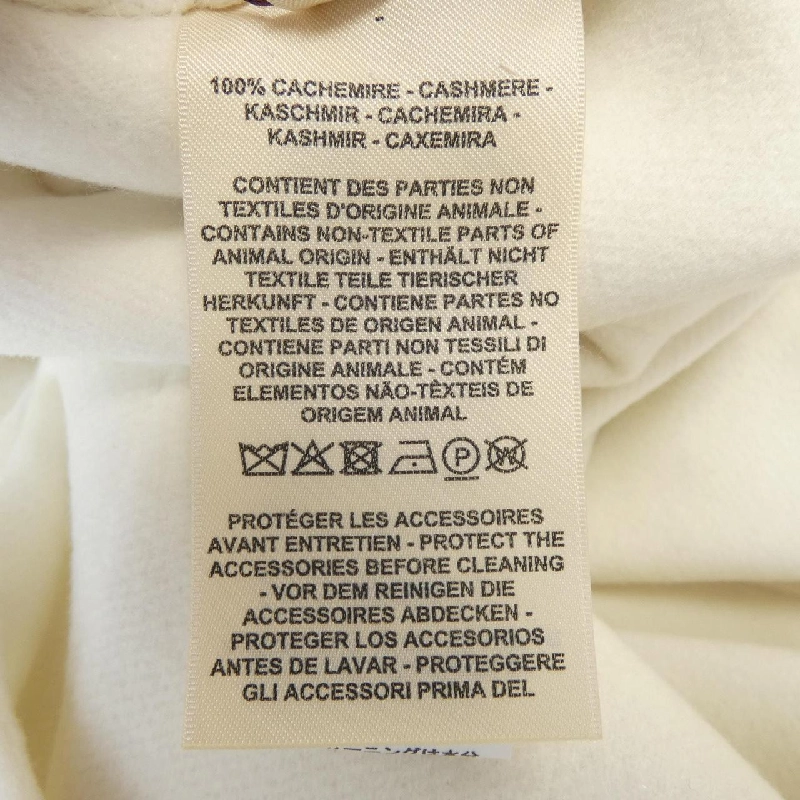 100% CACHEMIRE - CASHMERE -
KASCHMIR - CACHEMIRA -
KASHMIR - CAXEMIRA
CONTIENT DES PARTIES NON
TEXTILES D'ORIGINE ANIMALE -
CONTAINS NON-TEXTILE PARTS OF
ANIMAL ORIGIN - ENTHÄLT NICHT
TEXTILE TEILE TIERISCHER
HERKUNFT - CONTIENE PARTES NO
TEXTILES DE ORIGEN ANIMAL -
CONTIENE PARTI NON TESSILI DI
ORIGINE ANIMALE - CONTÉM
ELEMENTOS NÃO-TÊXTEIS DE
ORIGEM ANIMAL
P W
PROTÉGER LES ACCESSOIRES
AVANT ENTRETIEN - PROTECT THE
ACCESSORIES BEFORE CLEANING
- VOR DEM REINIGEN DIE
ACCESSOIRES ABDECKEN -
PROTEGER LOS ACCESORIOS
ANTES DE LAVAR - PROTEGGERE
GLI ACCESSORI PRIMA DEL